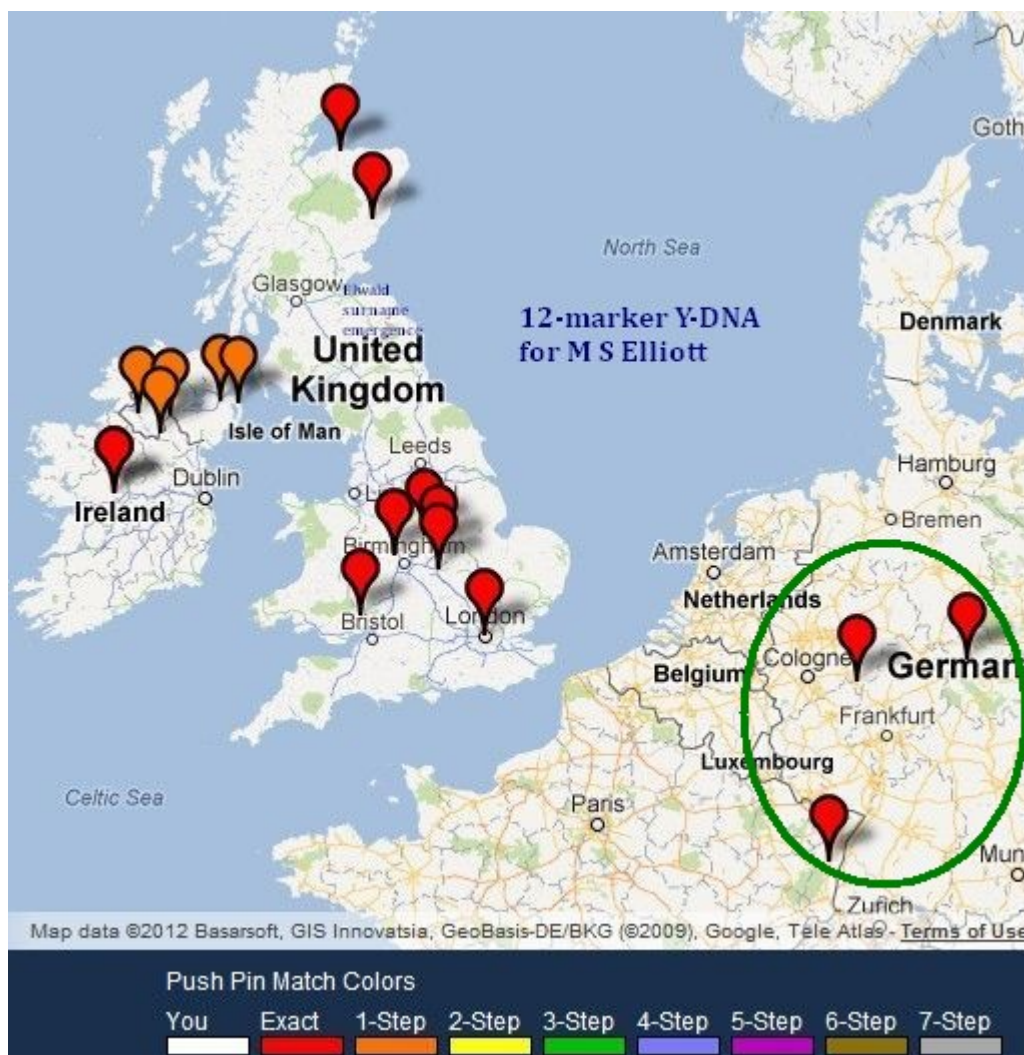 Goth
North Sea
Glasgow
Elwald
surname
emergence
12-marker Y-DNA
for M S Elliott
Denmark
United
Kingdom
Isle of Man
Leeds
Hamburg
Dublin
Ireland
Bremen
Birmingham
Amsterdam
Netherlands
Bristol
London
Belgium
Cologne
German
Frankfurt
Luxembourg
Celtic Sea
Paris
Mun
Zurich
Map data ©2012 Basarsoft, GIS Innovatsia, GeoBasis-DE/BKG (©2009), Google, Tele Atlas - Terms of Use
Push Pin Match Colors
You Exact 1-Step 2-Step 3-Step 4-Step 5-Step 6-Step 7-Step